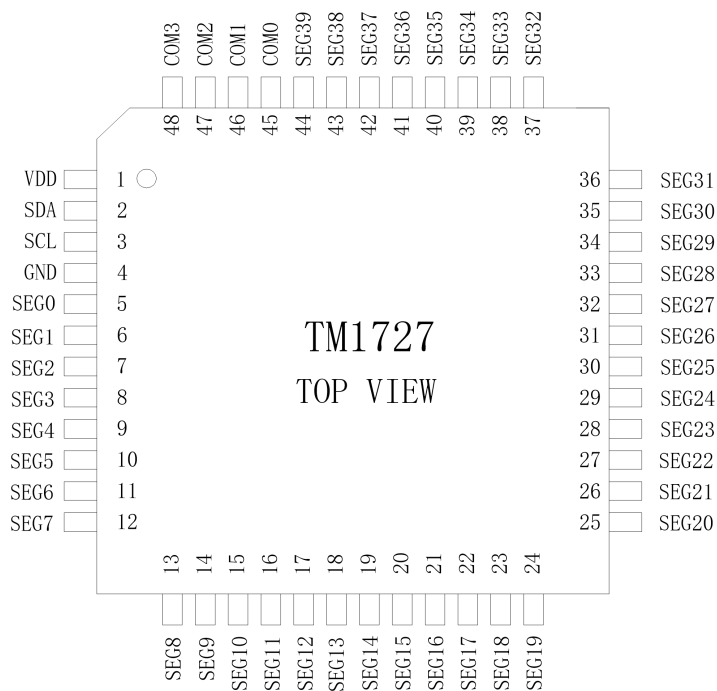 COM3 COM2 COM1 COM0 SEG39 SEG38 SEG37 SEG36 SEG35 SEG34 SEG33 SEG32
48 47 46 45 44 43 42 41 40 39 38 37
VDD 1 36 SEG31
SDA 2 35 SEG30
SCL 3 34 SEG29
GND 4 33 SEG28
SEG0 5 32 SEG27
SEG1 6 31 SEG26
SEG2 7 30 SEG25
SEG3 8 29 SEG24
SEG4 9 28 SEG23
SEG5 10 27 SEG22
SEG6 11 26 SEG21
SEG7 12 25 SEG20
TM1727
TOP VIEW
13 14 15 16 17 18 19 20 21 22 23 24
SEG8 SEG9 SEG10 SEG11 SEG12 SEG13 SEG14 SEG15 SEG16 SEG17 SEG18 SEG19